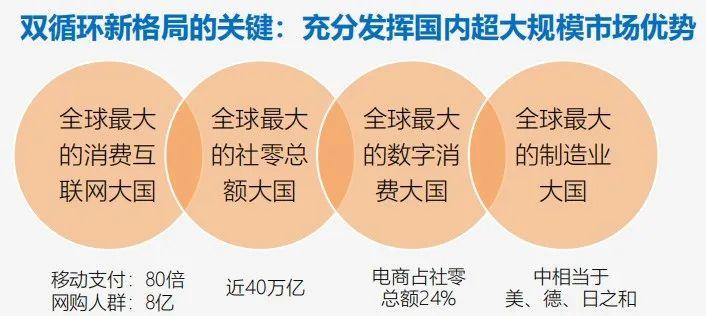 双循环新格局的关键：充分发挥国内超大规模市场优势
全球最大
的消费互
联网大国
全球最大
的社零总
额大国
全球最大
的数字消
费大国
全球最大
的制造业
大国
移动支付：80倍
网购人群：8亿
近40万亿
电商占社零
总额24%
中相当于
美、德、日之和